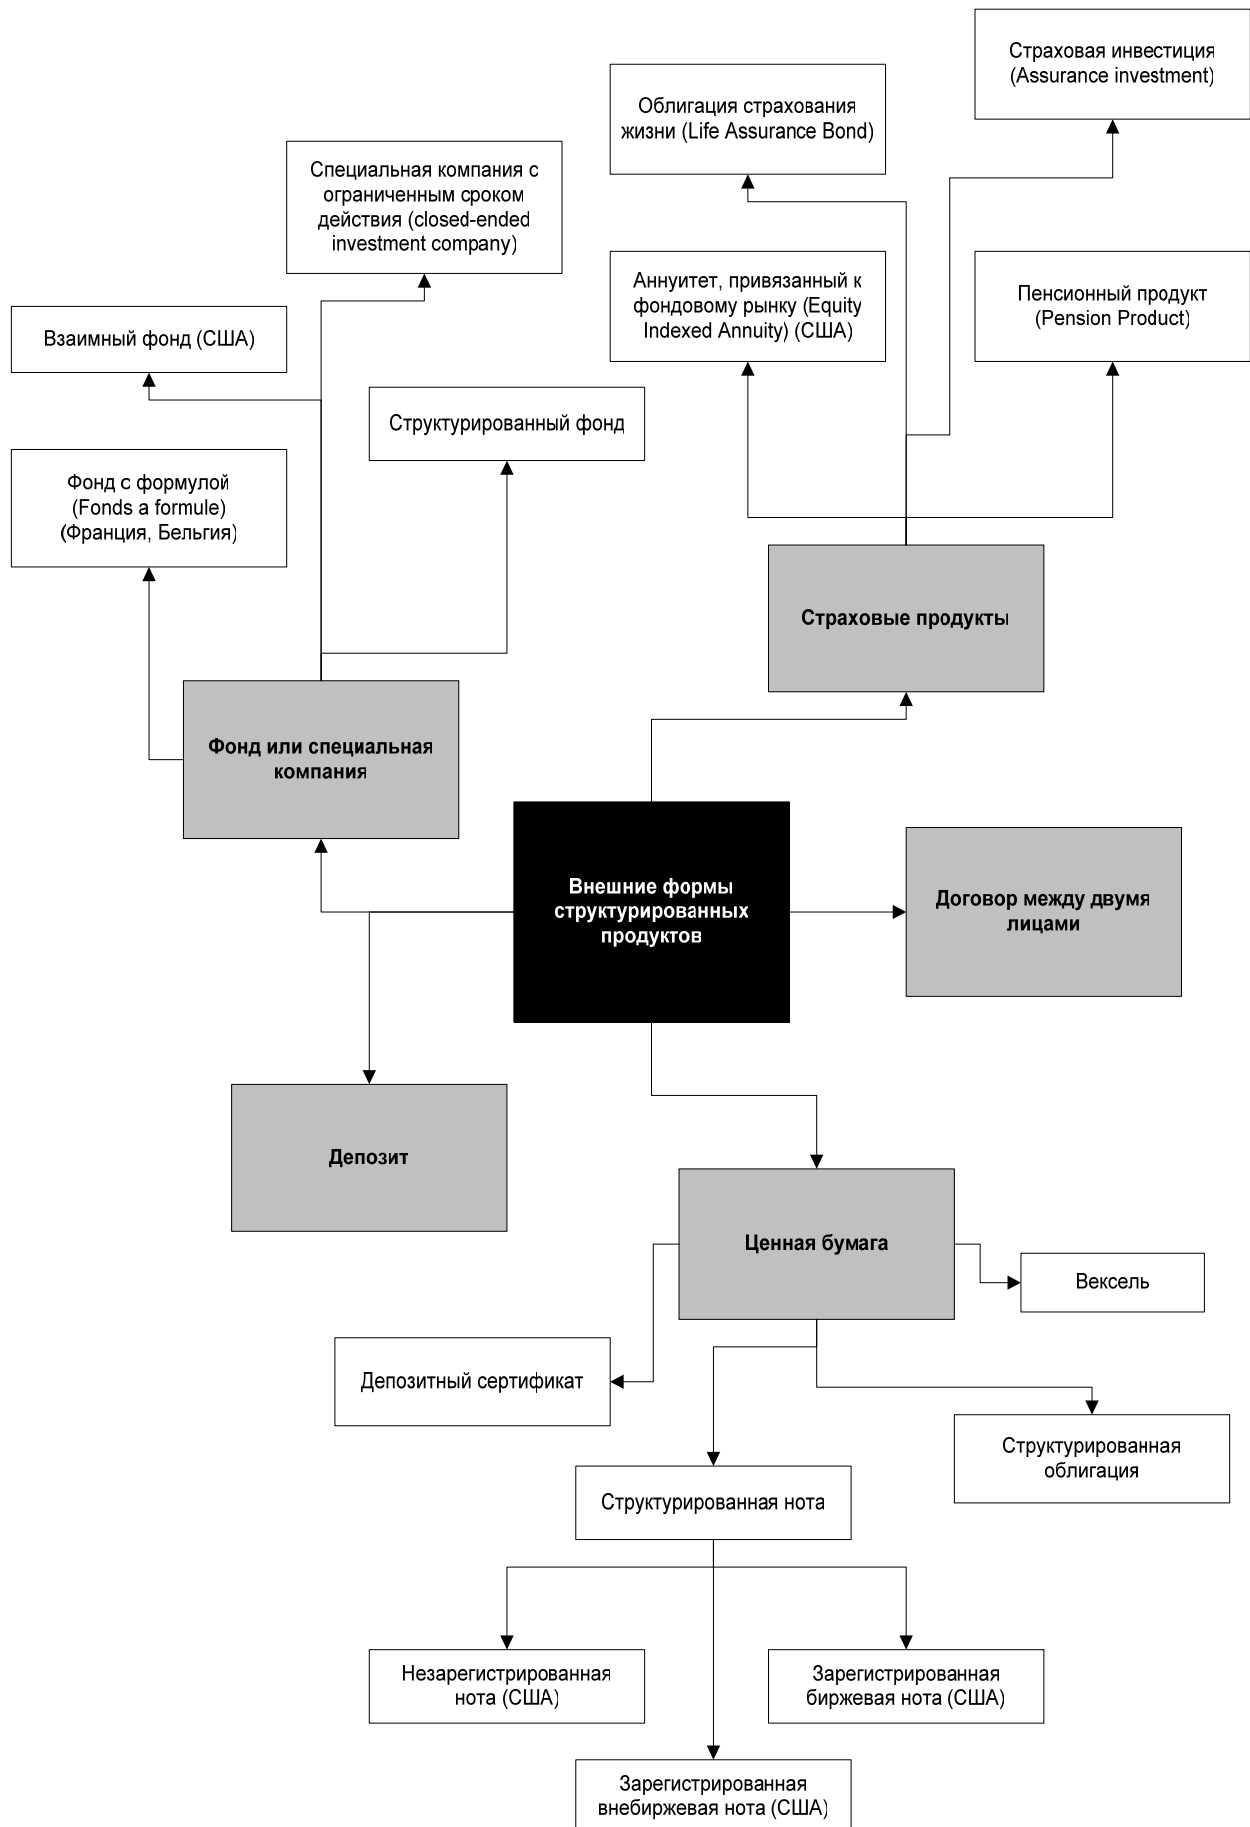 Страховая инвестиция
(Assurance investment)
Облигация страхования
жизни (Life Assurance Bond)
Специальная компания с
ограниченным сроком
действия (closed-ended
investment company)
Аннуитет, привязанный к
фондовому рынку (Equity
Indexed Annuity) (США)
Пенсионный продукт
(Pension Product)
Взаимный фонд (США)
Структурированный фонд
Фонд с формулой
(Fonds a formule)
(Франция, Бельгия)
Страховые продукты
Фонд или специальная
компания
Внешние формы
структурированных
продуктов
Договор между двумя
лицами
Депозит
Ценная бумага
Вексель
Депозитный сертификат
Структурированная
облигация
Структурированная нота
Незарегистрированная
нота (США)
Зарегистрированная
биржевая нота (США)
Зарегистрированная
внебиржевая нота (США)